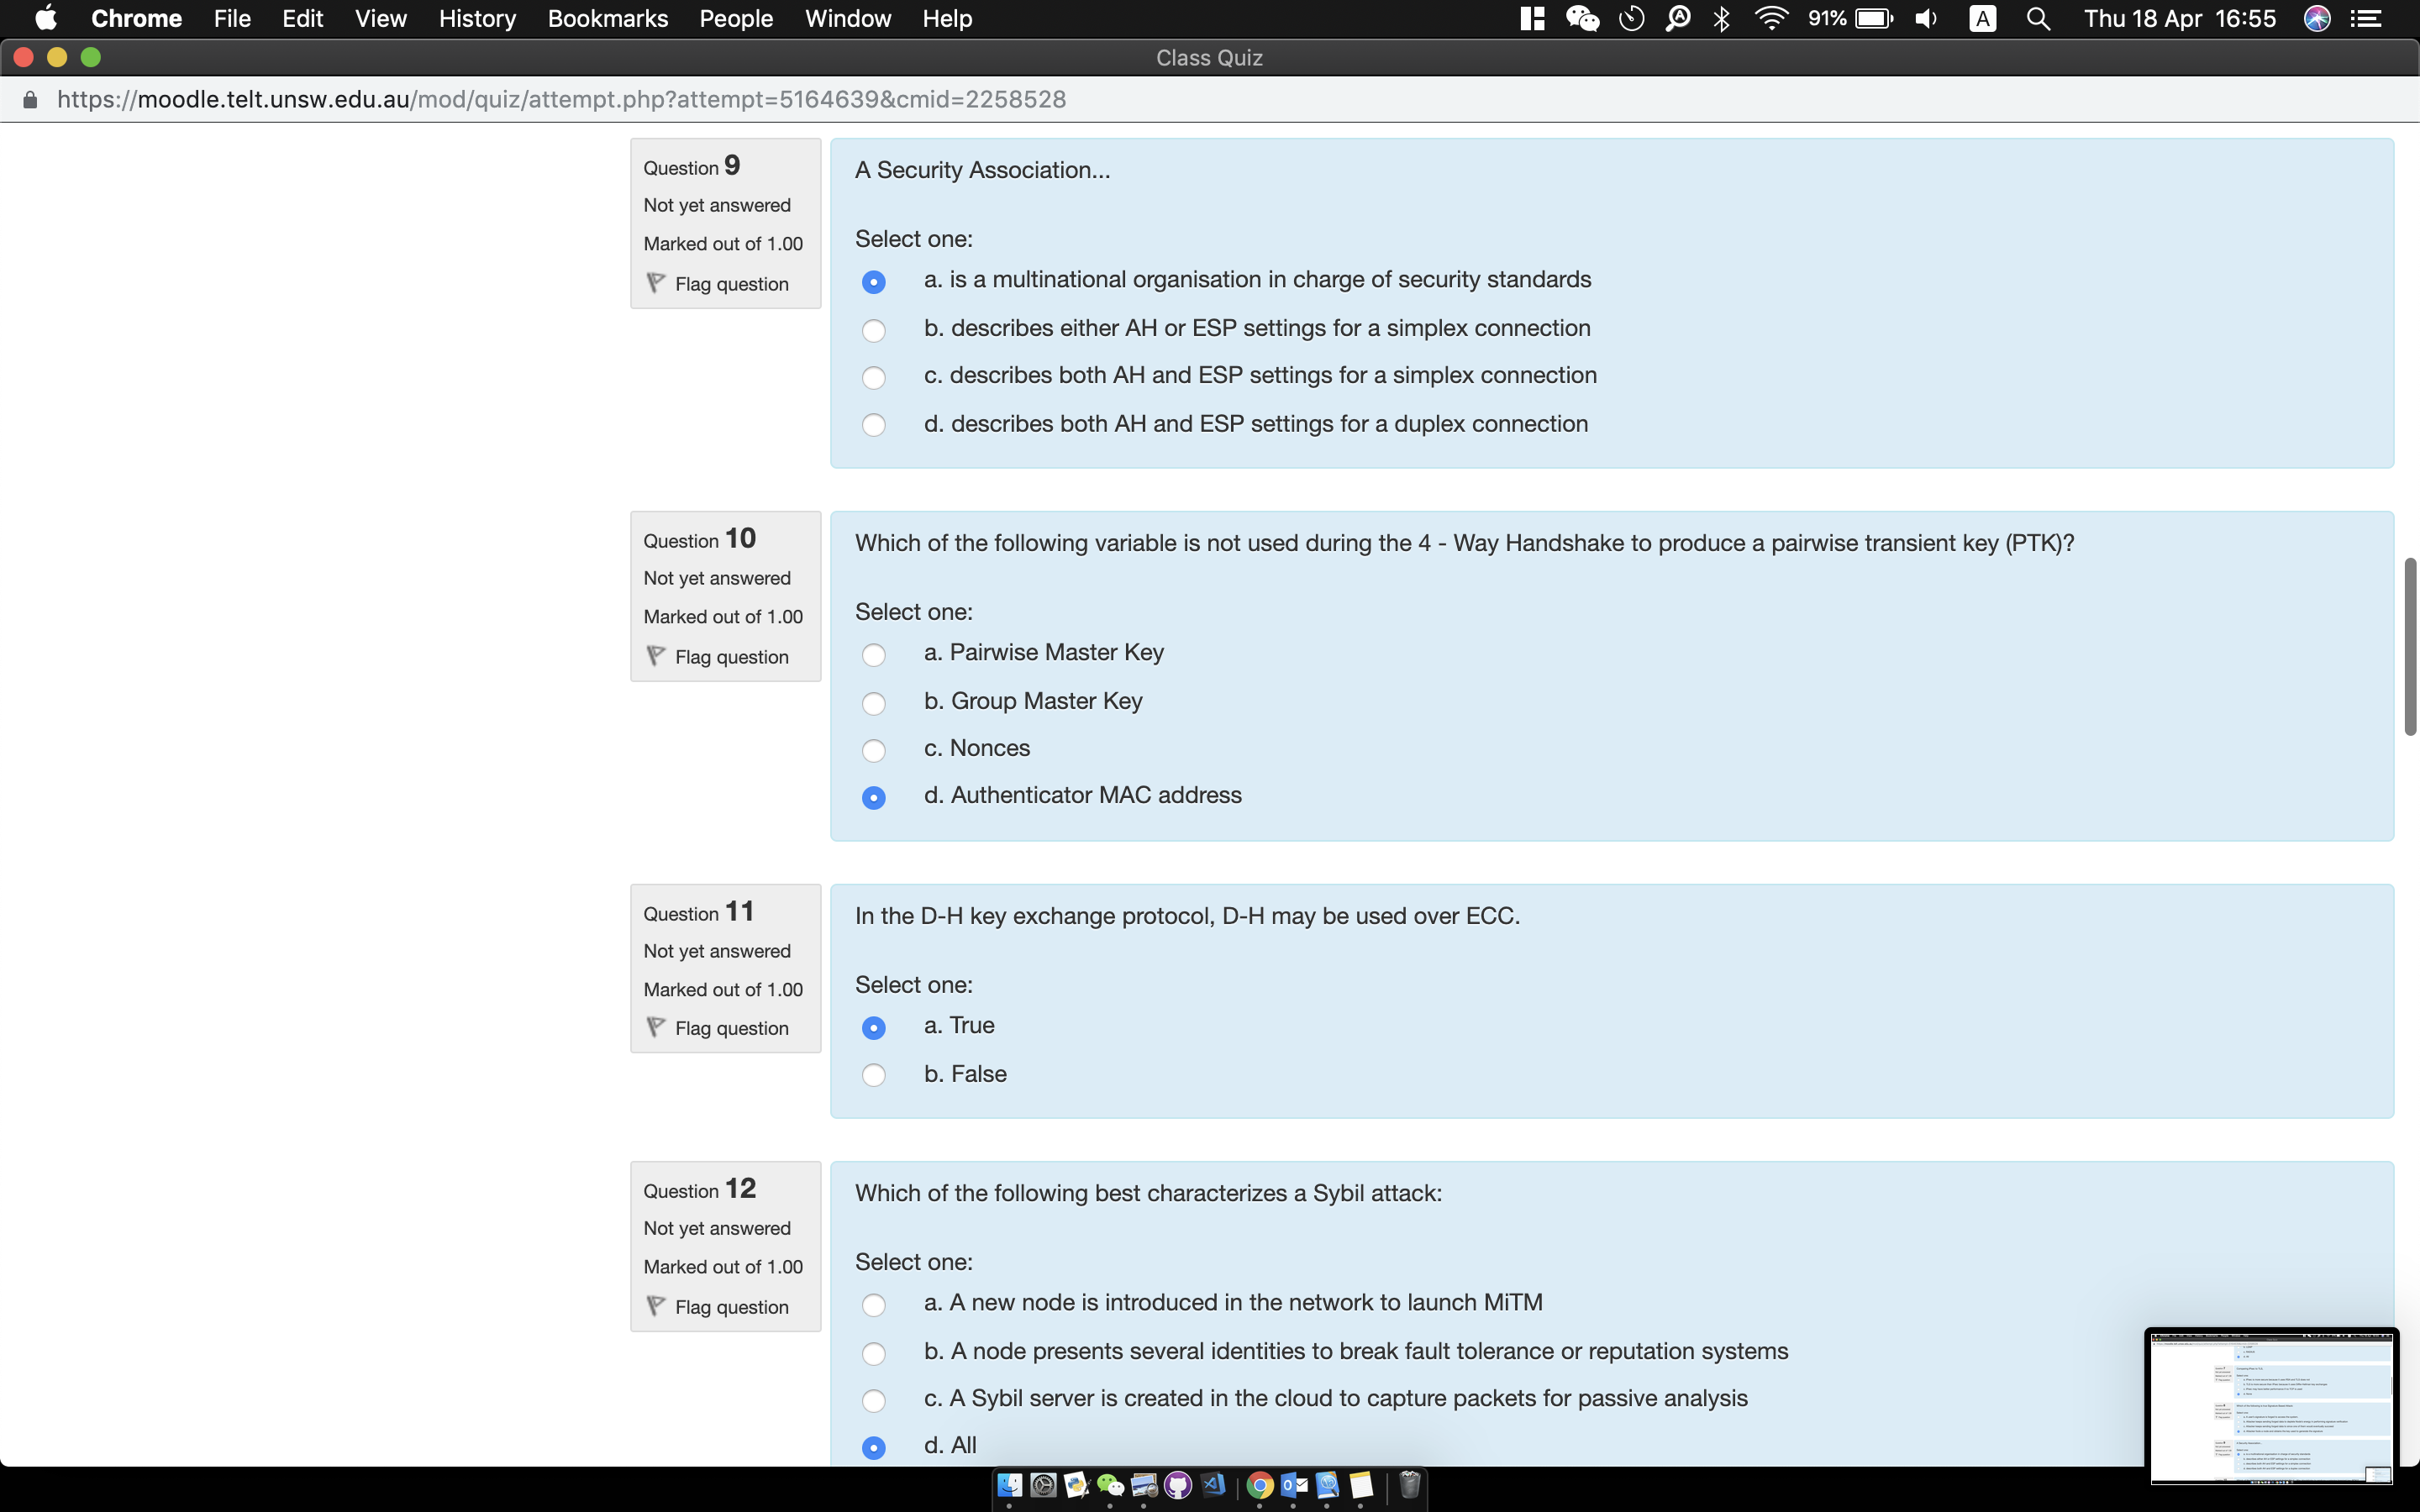 Chrome File Edit View History Bookmarks People Window Help 91% A Thu 18 Apr 16:55
Class Quiz
https://moodle.telt.unsw.edu.au/mod/quiz/attempt.php?attempt=5164639&cmid=2258528
Question 9
Not yet answered
Marked out of 1.00
Flag question
A Security Association...
Select one:
a. is a multinational organisation in charge of security standards
b. describes either AH or ESP settings for a simplex connection
c. describes both AH and ESP settings for a simplex connection
d. describes both AH and ESP settings for a duplex connection
Question 10
Not yet answered
Marked out of 1.00
Flag question
Which of the following variable is not used during the 4 - Way Handshake to produce a pairwise transient key (PTK)?
Select one:
a. Pairwise Master Key
b. Group Master Key
c. Nonces
d. Authenticator MAC address
Question 11
Not yet answered
Marked out of 1.00
Flag question
In the D-H key exchange protocol, D-H may be used over ECC.
Select one:
a. True
b. False
Question 12
Not yet answered
Marked out of 1.00
Flag question
Which of the following best characterizes a Sybil attack:
Select one:
a. A new node is introduced in the network to launch MiTM
b. A node presents several identities to break fault tolerance or reputation systems
c. A Sybil server is created in the cloud to capture packets for passive analysis
d. All